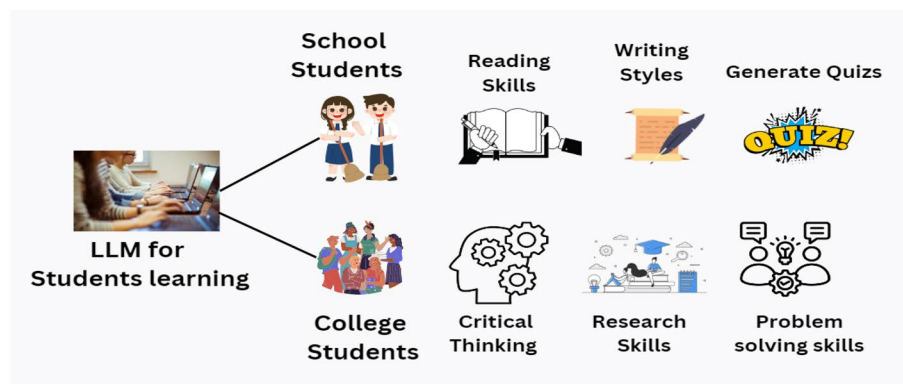 School
Students
Reading
Skills
Writing
Styles
Generate Quizs
QUIZ!
LLM for
Students learning
College
Students
Critical
Thinking
Research
Skills
Problem
solving skills